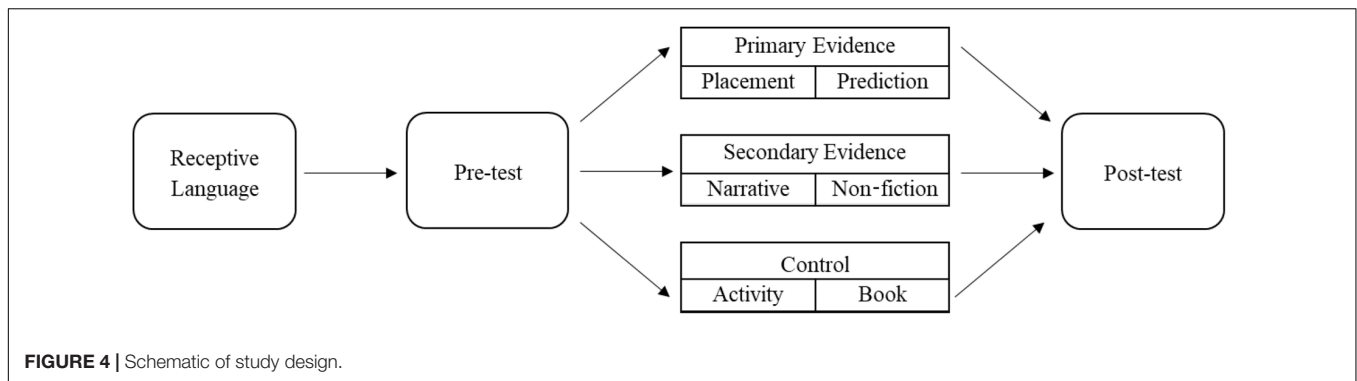 Receptive
Language
Pre-test
Primary Evidence
Placement
Prediction
Secondary Evidence
Narrative
Non-fiction
Control
Activity
Book
Post-test
FIGURE 4 | Schematic of study design.